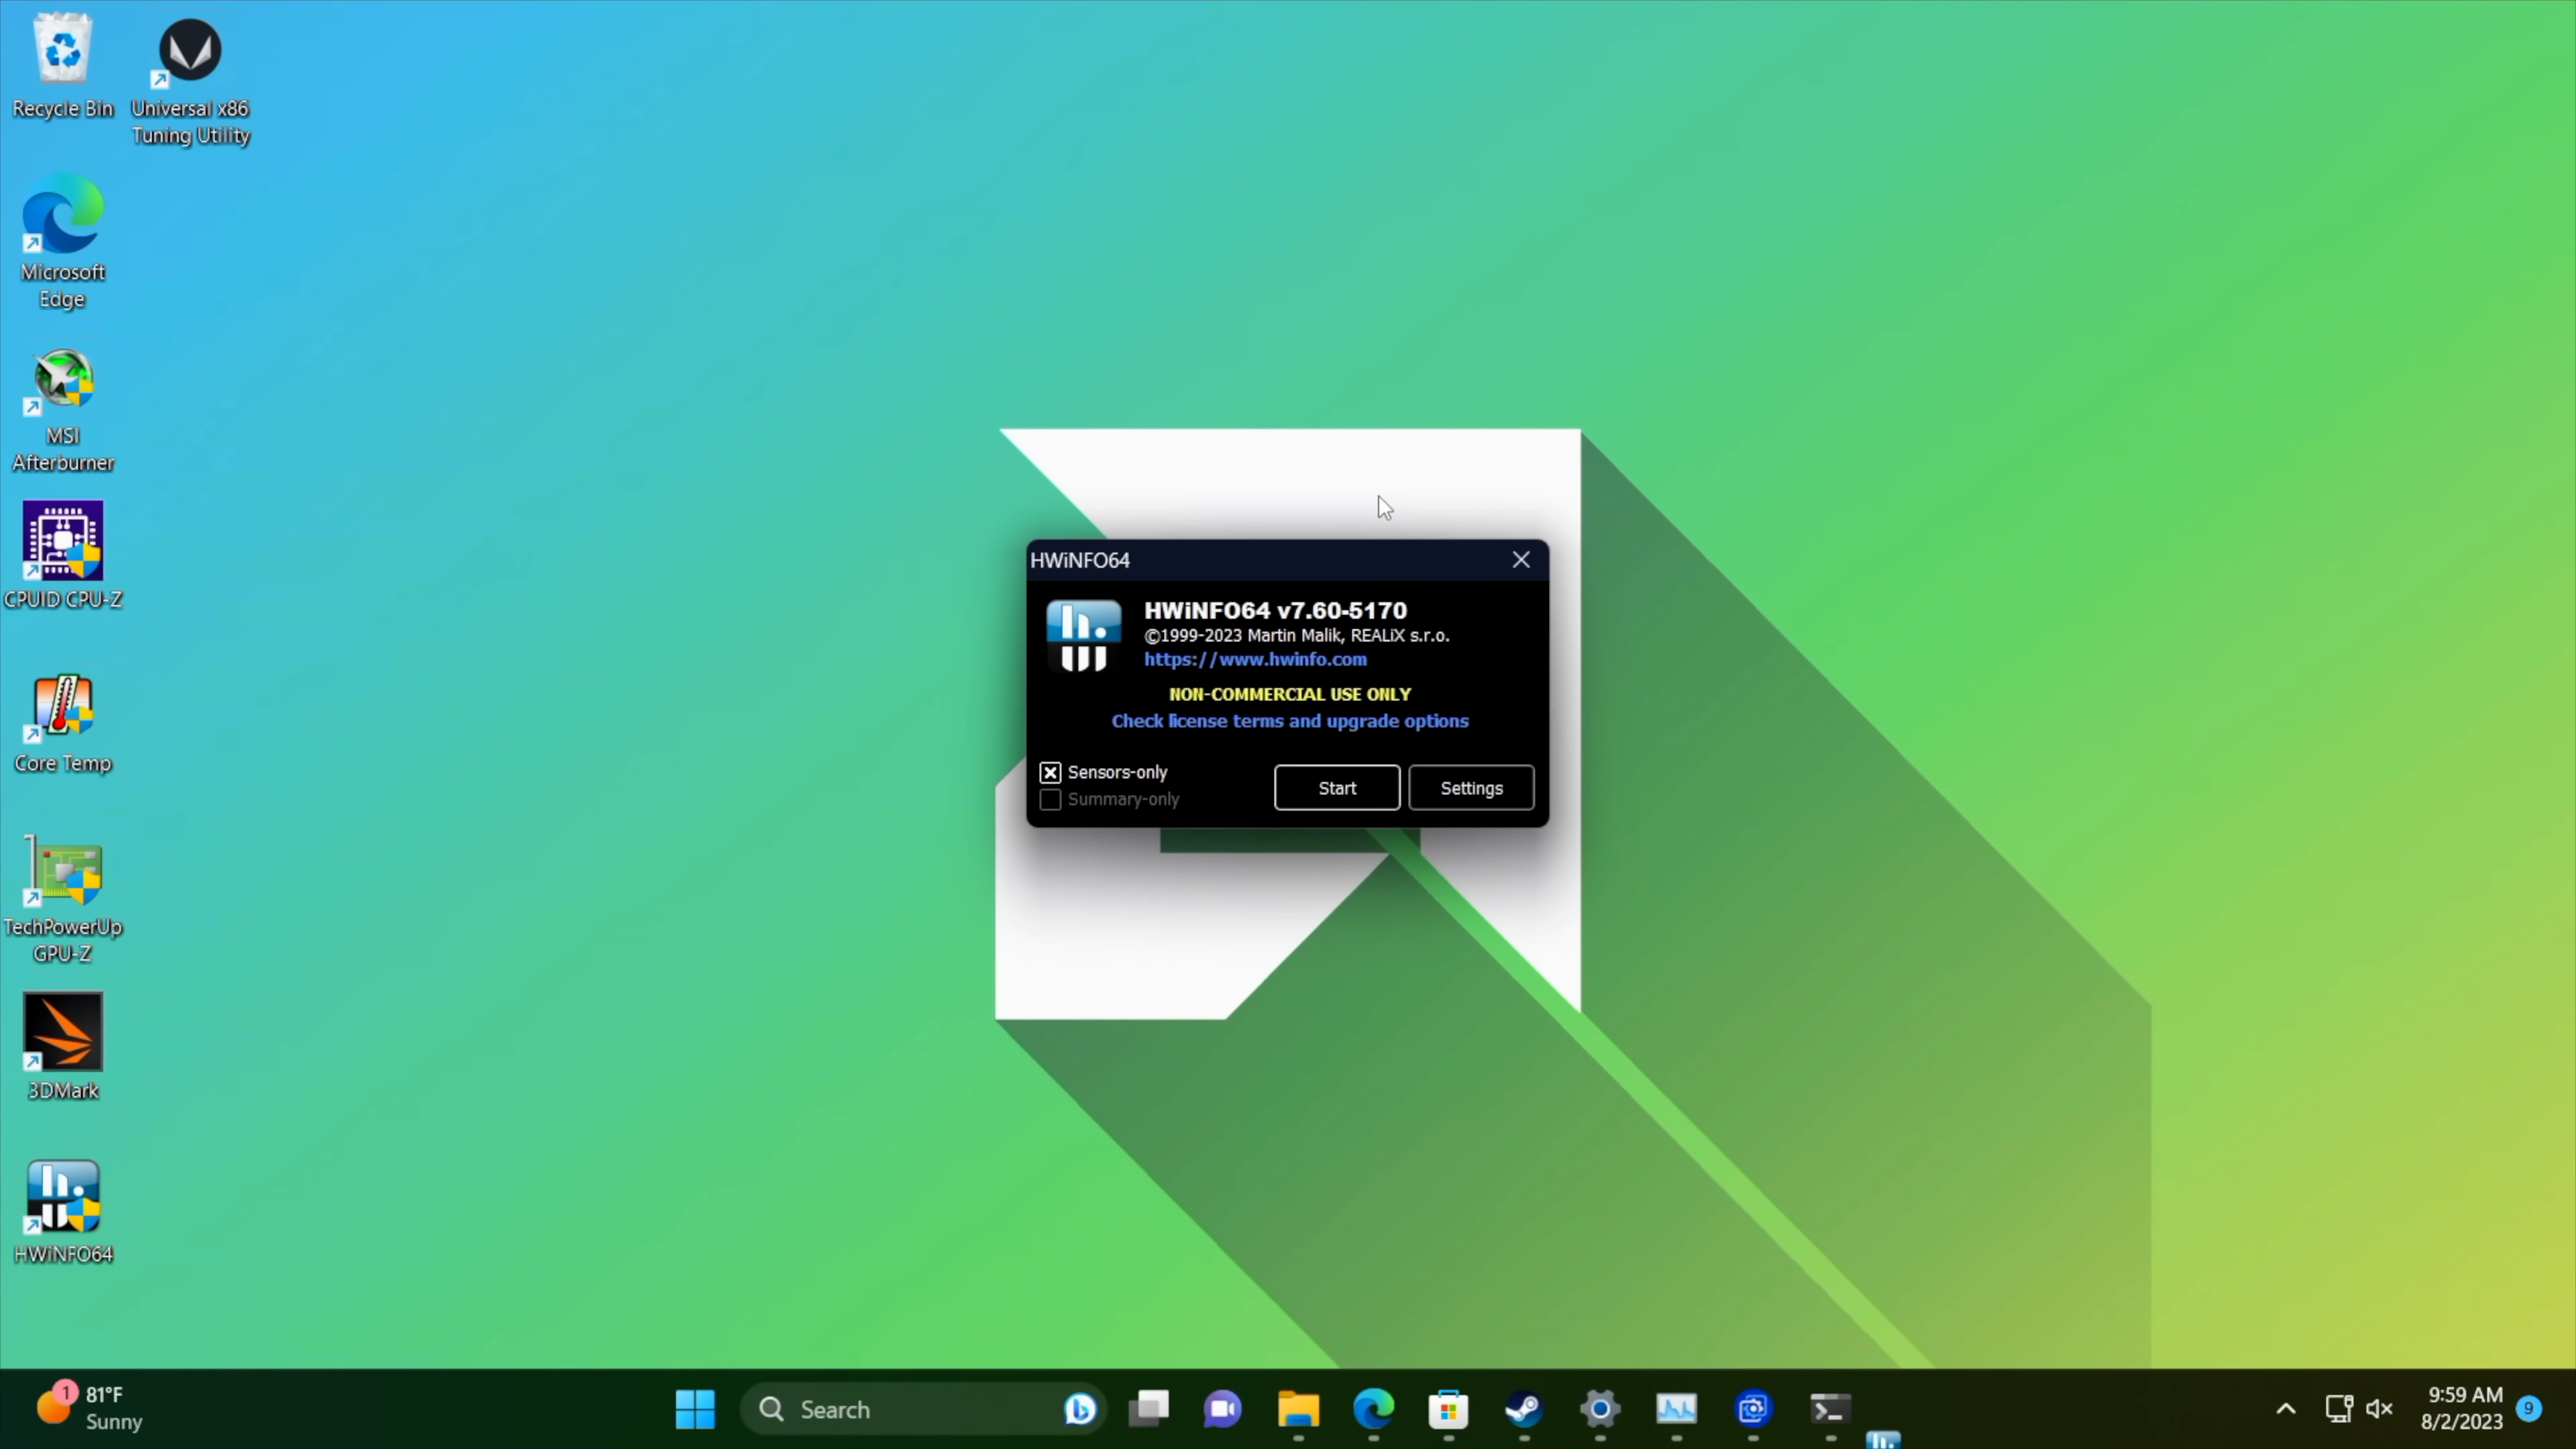 Recycle Bin
Universal x86
Tuning Utility
Microsoft
Edge
MSI
Afterburner
CPUID CPU-Z
Core Temp
TechPowerUp
GPU-Z
3DMark
HWiNFO64
HWiNFO64
HWiNFO64 v7.60-5170
©1999-2023 Martin Malik, REALiX s.r.o.
https://www.hwinfo.com
NON-COMMERCIAL USE ONLY
Check license terms and upgrade options
Sensors-only
Summary-only
Start
Settings
1
81°F
Sunny
Search
9:59 AM
8/2/2023
9